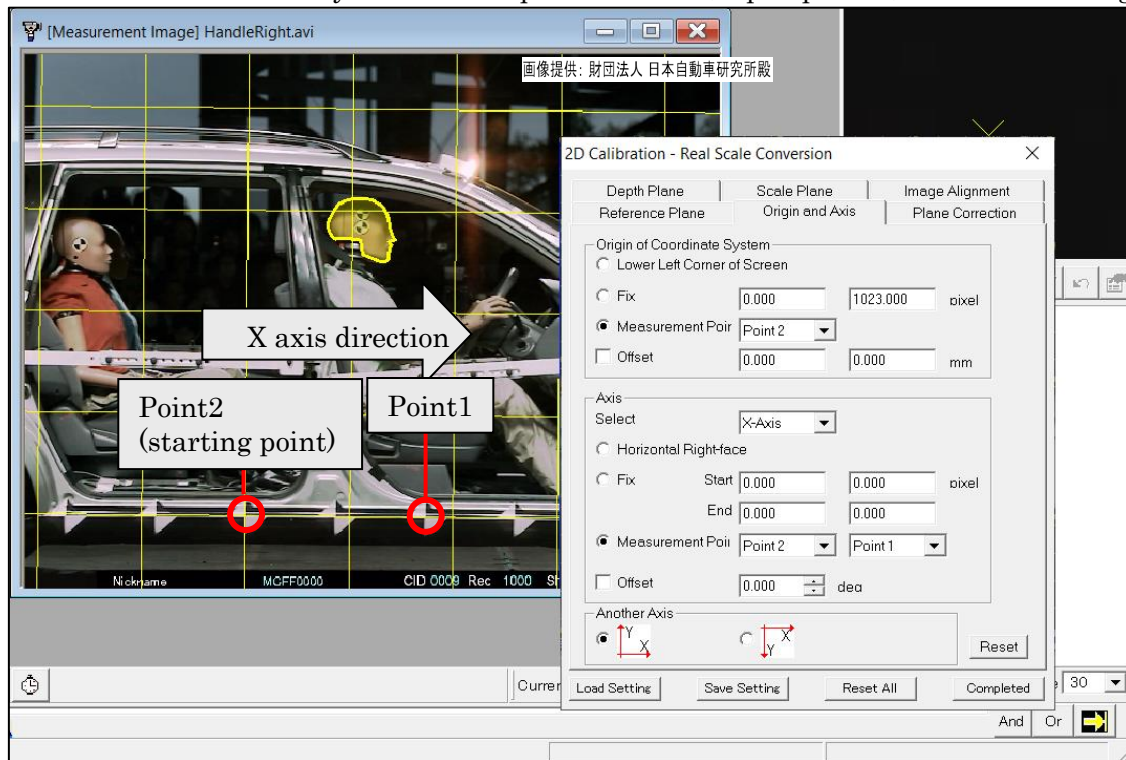 [Measurement Image] HandleRight.avi
画像提供: 財団法人 日本自動車研究所殿
X axis direction
Point2
(starting point)
Point1
Nickname MCFF0000 CID 0009 Rec 1000
2D Calibration - Real Scale Conversion
Depth Plane Scale Plane Image Alignment
Reference Plane Origin and Axis Plane Correction
Origin of Coordinate System
Lower Left Corner of Screen
Fix 0.000 1023.000 pixel
Measurement Poir Point 2
Offset 0.000 0.000 mm
Axis
Select X-Axis
Horizontal Right-face
Fix Start 0.000 0.000 pixel
End 0.000 0.000
Measurement Poir Point 2 Point 1
Offset 0.000 deg
Another Axis
Y X
X Y
Reset
Load Setting Save Setting Reset All Completed
Curre 30
And Or